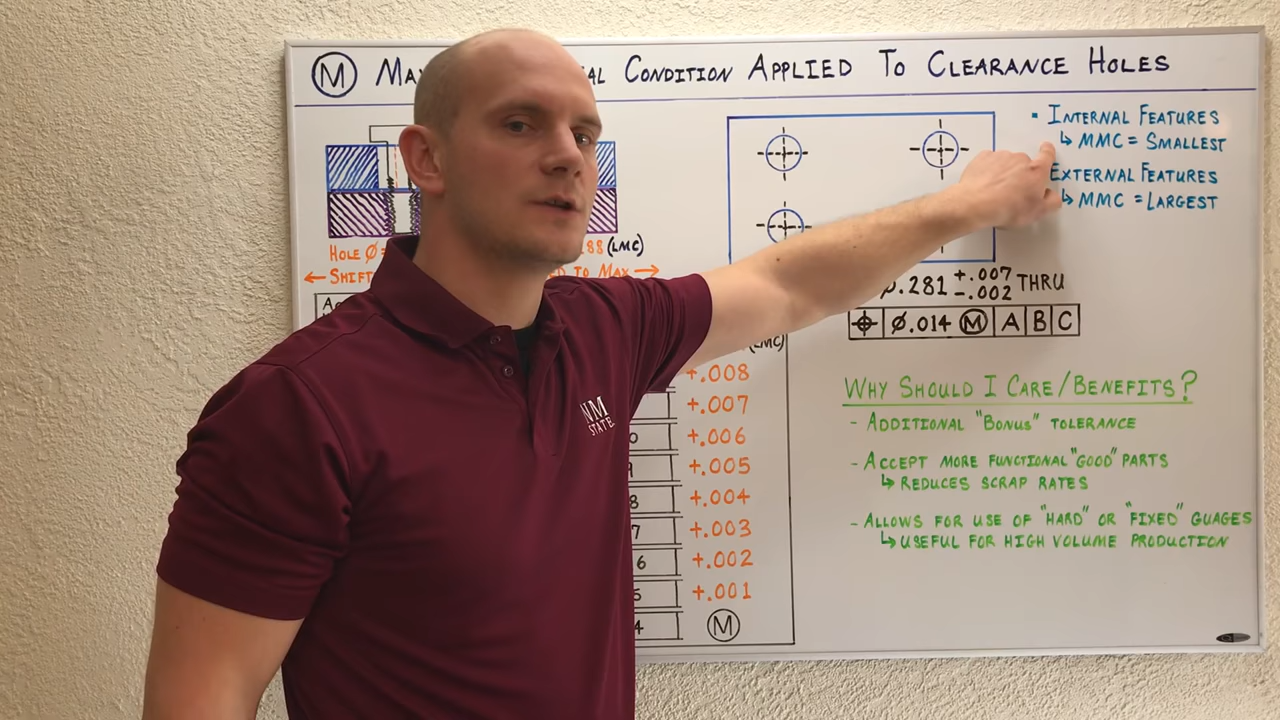 M Condition Applied To Clearance Holes
Hole Ø
.288 (LMC)
← Shift
to Max →
Internal Features
↳ MMC = Smallest
External Features
↳ MMC = Largest
.281 +.007 -.002 THRU
⌖ Ø.014 Ⓜ A B C
(LMC)
+.008
+.007
+.006
+.005
+.004
+.003
+.002
+.001
Ⓜ
Why Should I Care/Benefits?
- Additional "Bonus" tolerance
- Accept more functional "good" parts
↳ Reduces scrap rates
- Allows for use of "hard" or "fixed" guages
↳ Useful for high volume production
NM
STATE